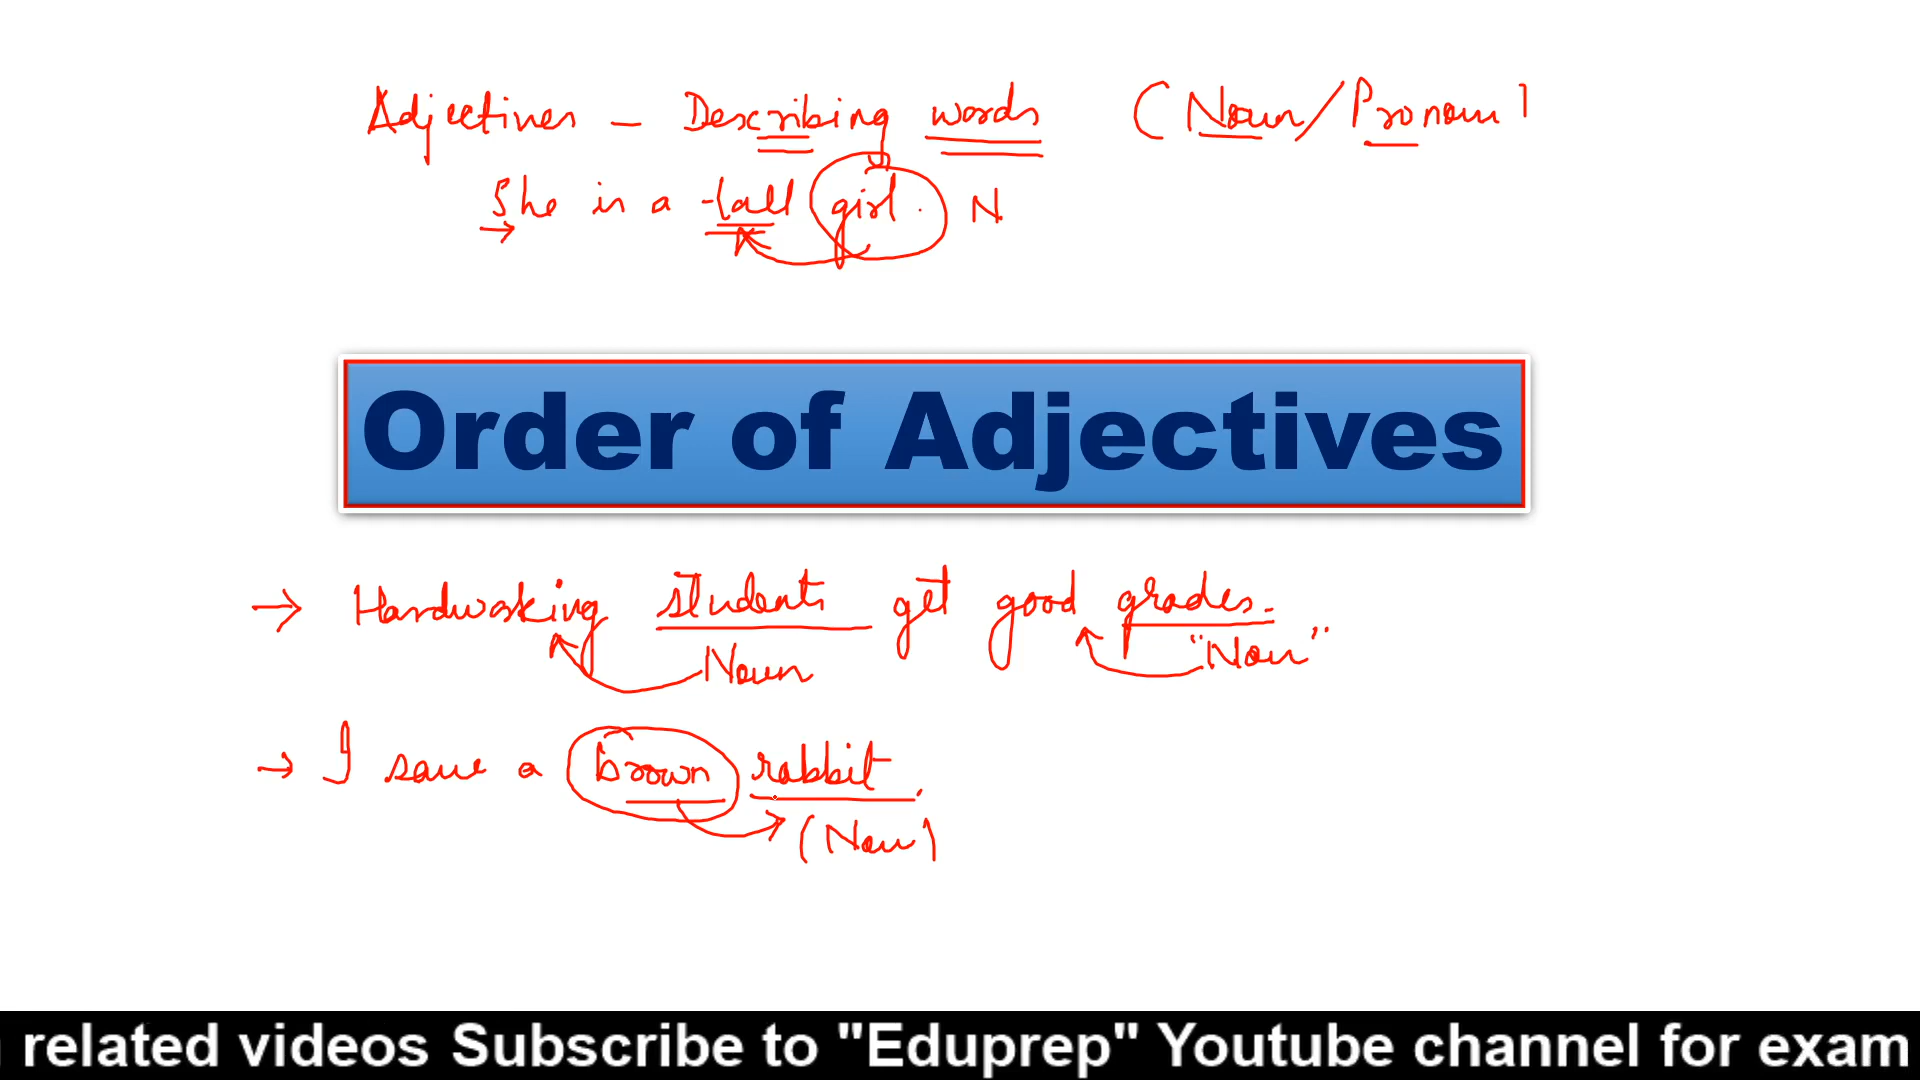 Adjectives – Describing words (Noun/Pronoun)
She is a tall girl. N
Order of Adjectives
→ Hardworking students get good grades.
Noun "Noun"
→ I saw a brown rabbit.
(Noun)
related videos Subscribe to "Eduprep" Youtube channel for exam